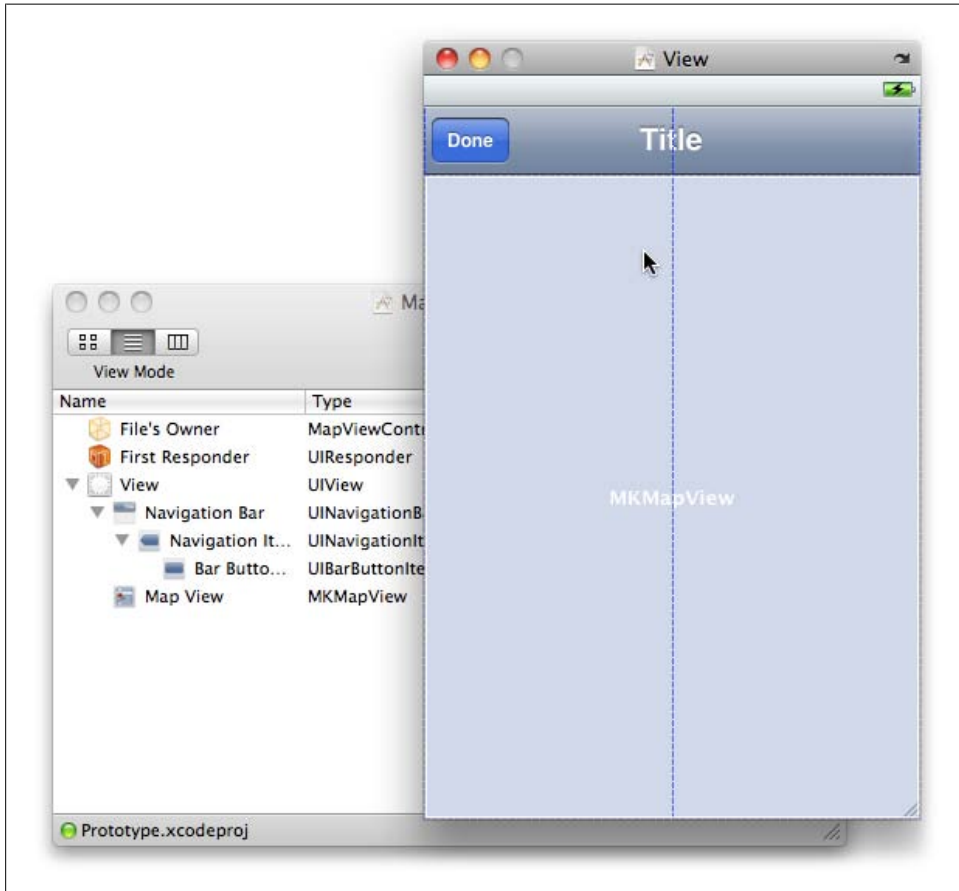 View
Done
Title
MKMapView
Ma
View Mode
Name Type
File's Owner MapViewContr
First Responder UIResponder
View UIView
Navigation Bar UINavigationB
Navigation It... UINavigationIt
Bar Butto... UIBarButtonIte
Map View MKMapView
Prototype.xcodeproj